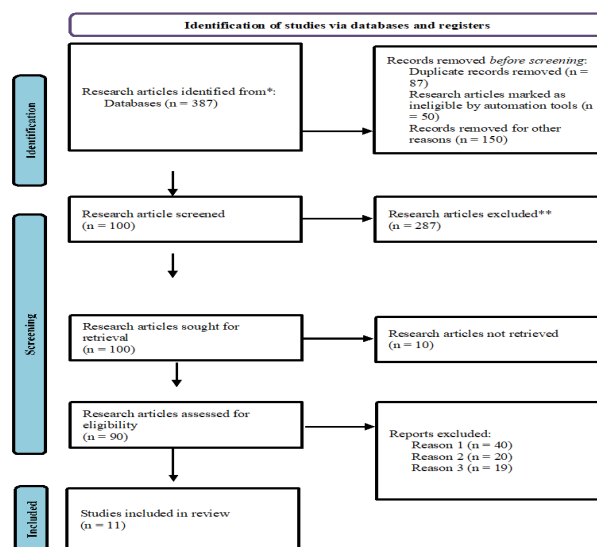 Identification of studies via databases and registers
Identification
Research articles identified from*:
Databases (n = 387)
Records removed before screening:
Duplicate records removed (n =
87)
Research articles marked as
ineligible by automation tools (n
= 50)
Records removed for other
reasons (n = 150)
Screening
Research article screened
(n = 100)
Research articles excluded**
(n = 287)
Research articles sought for
retrieval
(n = 100)
Research articles not retrieved
(n = 10)
Research articles assessed for
eligibility
(n = 90)
Reports excluded:
Reason 1 (n = 40)
Reason 2 (n = 20)
Reason 3 (n = 19)
Included
Studies included in review
(n = 11)